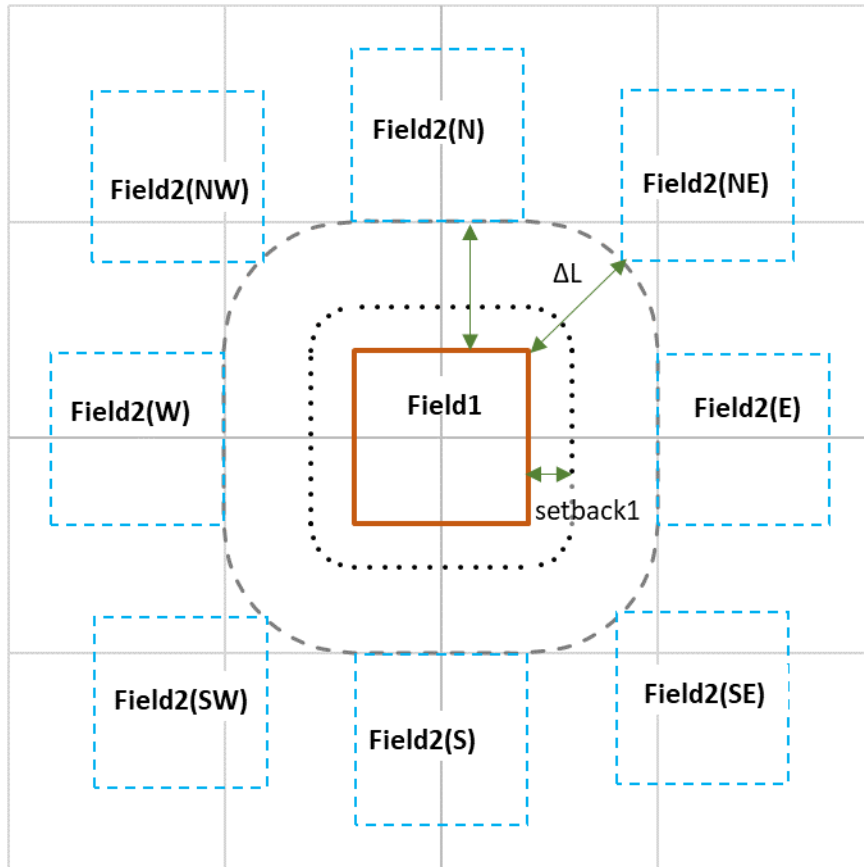 Field2(N)
Field2(NW)
Field2(NE)
ΔL
Field1
Field2(W)
Field2(E)
setback1
Field2(SW)
Field2(SE)
Field2(S)